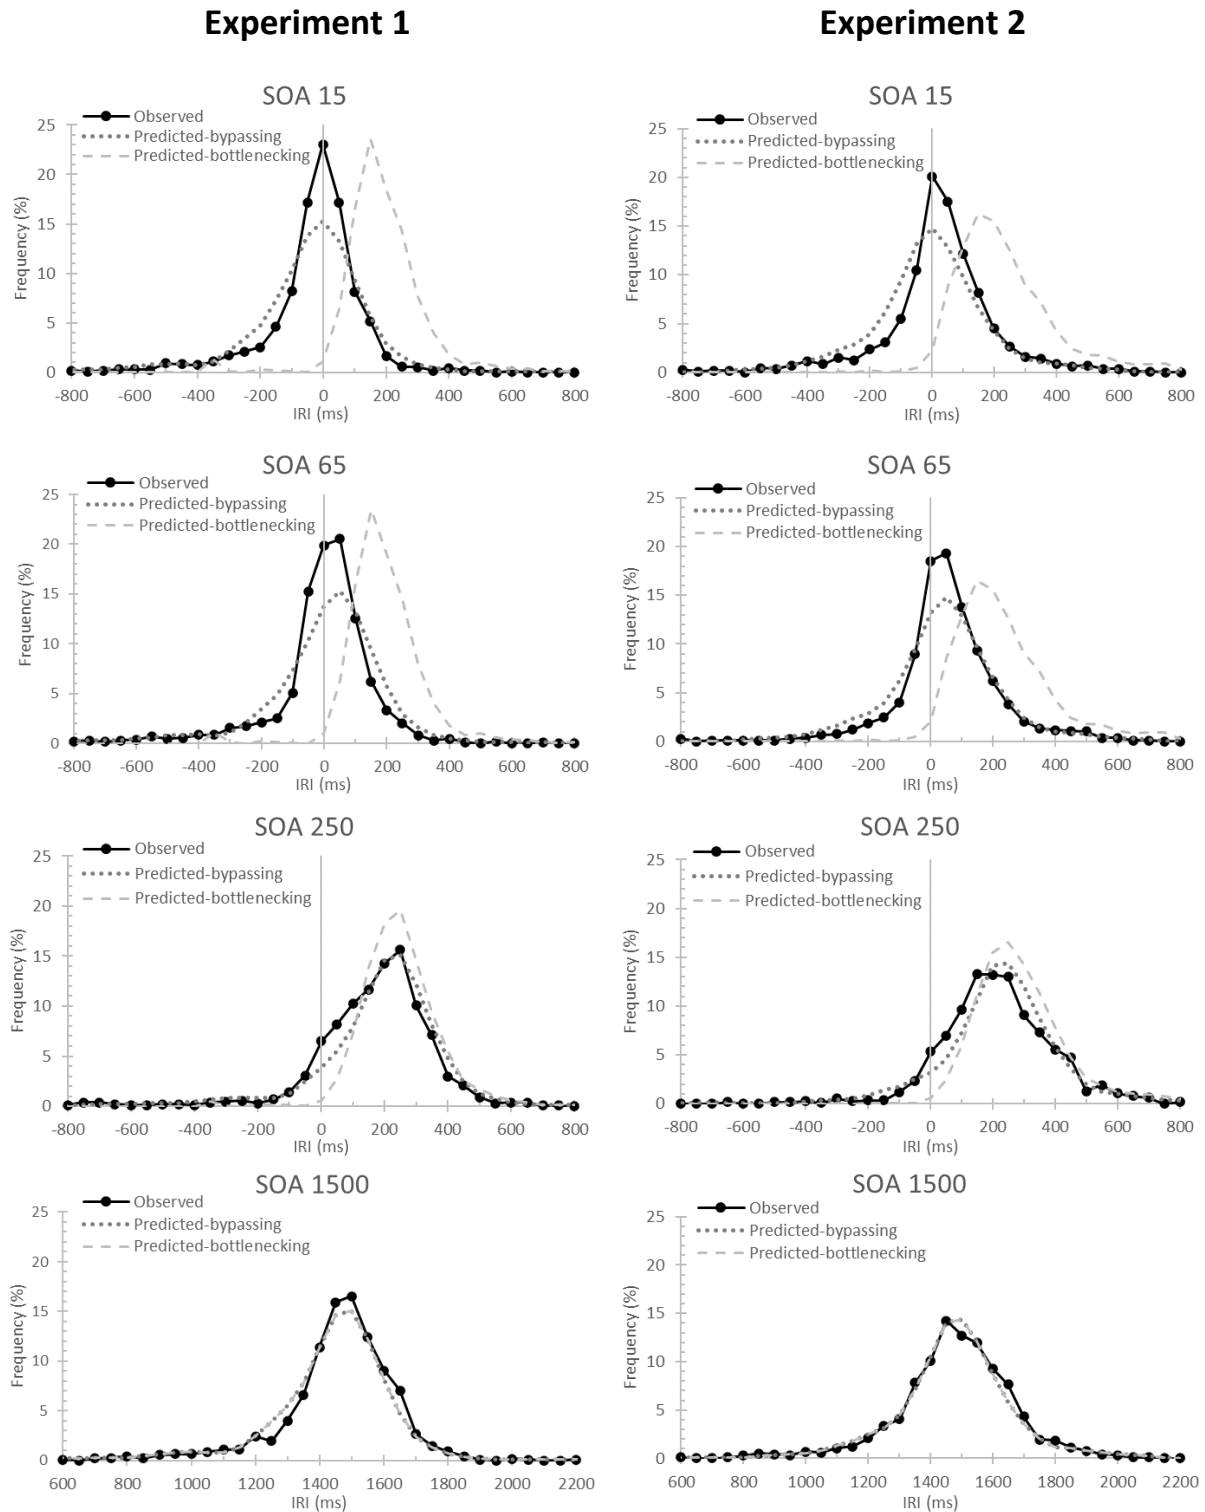 Experiment 1
Experiment 2
SOA 15
Observed
Predicted-bypassing
Predicted-bottlenecking
25
20
15
10
5
0
Frequency (%)
-800 -600 -400 -200 0 200 400 600 800
IRI (ms)
SOA 15
Observed
Predicted-bypassing
Predicted-bottlenecking
25
20
15
10
5
0
Frequency (%)
-800 -600 -400 -200 0 200 400 600 800
IRI (ms)
SOA 65
Observed
Predicted-bypassing
Predicted-bottlenecking
25
20
15
10
5
0
Frequency (%)
-800 -600 -400 -200 0 200 400 600 800
IRI (ms)
SOA 65
Observed
Predicted-bypassing
Predicted-bottlenecking
25
20
15
10
5
0
Frequency (%)
-800 -600 -400 -200 0 200 400 600 800
IRI (ms)
SOA 250
Observed
Predicted-bypassing
Predicted-bottlenecking
25
20
15
10
5
0
Frequency (%)
-800 -600 -400 -200 0 200 400 600 800
IRI (ms)
SOA 250
Observed
Predicted-bypassing
Predicted-bottlenecking
25
20
15
10
5
0
Frequency (%)
-800 -600 -400 -200 0 200 400 600 800
IRI (ms)
SOA 1500
Observed
Predicted-bypassing
Predicted-bottlenecking
25
20
15
10
5
0
Frequency (%)
600 800 1000 1200 1400 1600 1800 2000 2200
IRI (ms)
SOA 1500
Observed
Predicted-bypassing
Predicted-bottlenecking
25
20
15
10
5
0
Frequency (%)
600 800 1000 1200 1400 1600 1800 2000 2200
IRI (ms)